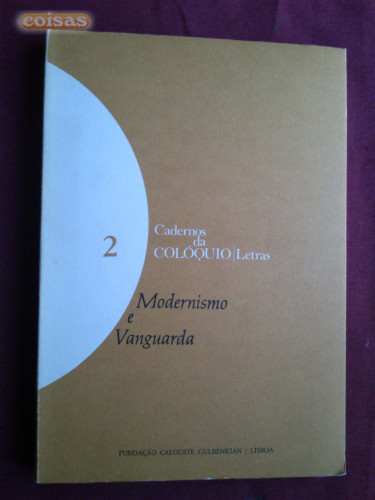 coisas
2
Cadernos
da
COLÓQUIO|Letras
Modernismo
e
Vanguarda
FUNDAÇÃO CALOUSTE GULBENKIAN | LISBOA